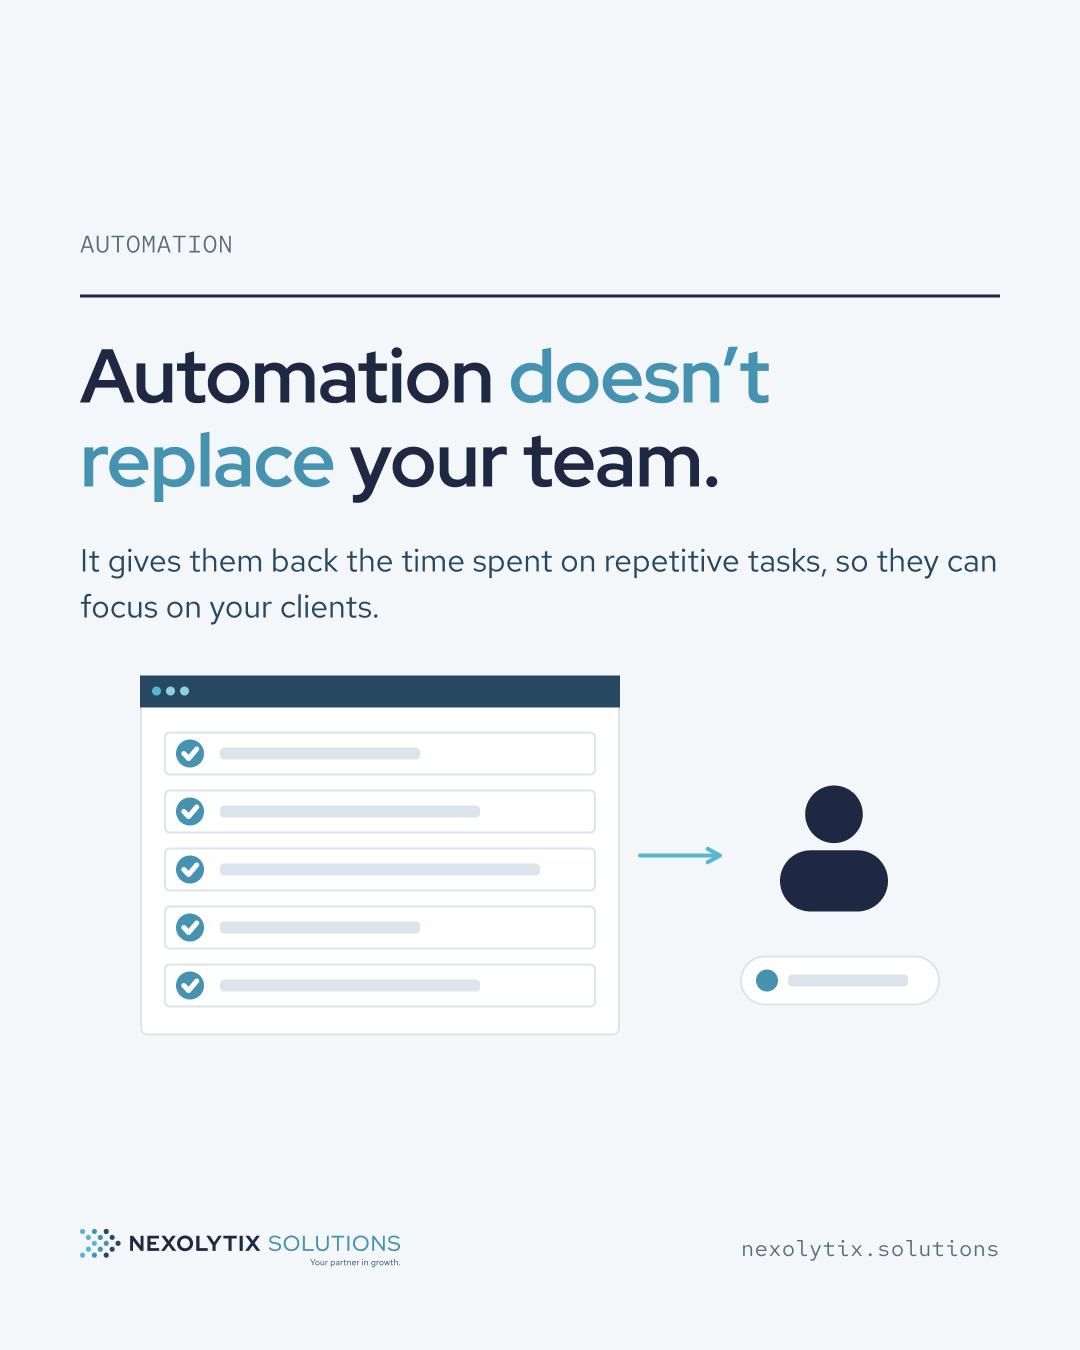 AUTOMATION
Automation doesn’t
replace your team.
It gives them back the time spent on repetitive tasks, so they can
focus on your clients.
NEXOLYTIX SOLUTIONS
Your partner in growth.
nexolytix.solutions